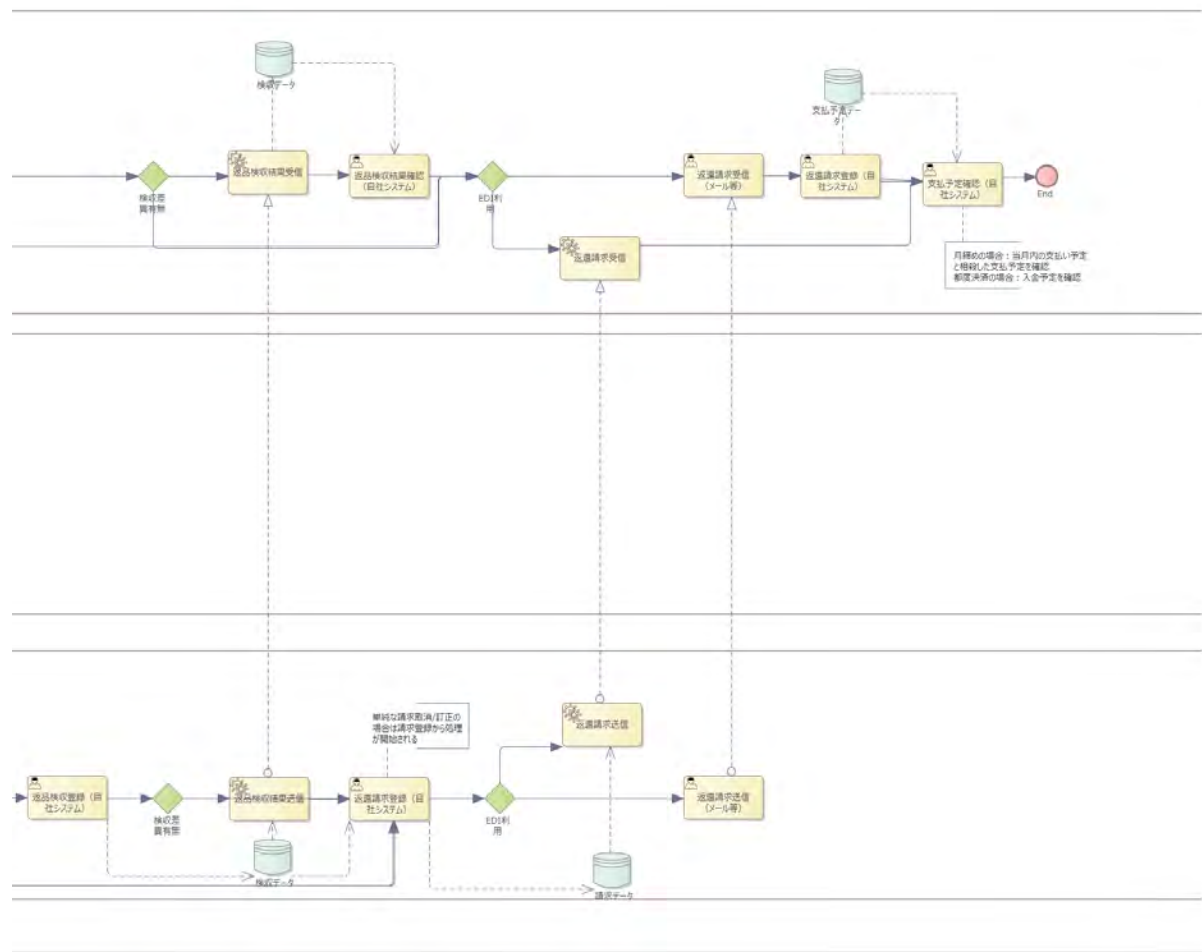 検収データ
支払予定デー
タ
返品検収結果受信
返品検収結果確認
（自社システム）
検収差
異有無
EDI利
用
返還請求受信
（メール等）
返還請求登録（自
社システム）
支払予定確認（自
社システム）
End
返還請求受信
月締めの場合：当月内の支払い予定
と相殺した支払予定を確認
都度決済の場合：入金予定を確認
単純な請求取消/訂正の
場合は請求登録から処理
が開始される
返還請求送信
返品検収登録（自
社システム）
検収差
異有無
返品検収結果送信
返還請求登録（自
社システム）
EDI利
用
返還請求送信
（メール等）
検収データ
請求データ